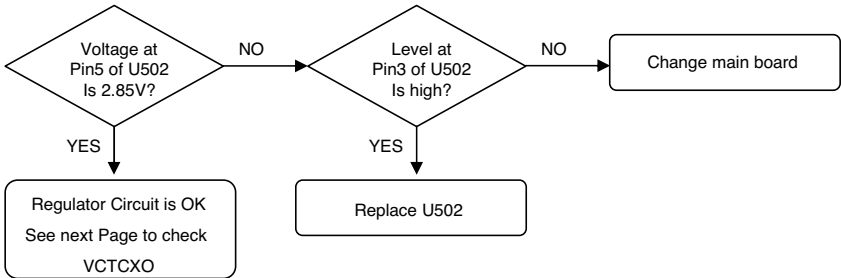 Voltage at
Pin5 of U502
Is 2.85V?
NO
Level at
Pin3 of U502
Is high?
NO
Change main board
YES
Regulator Circuit is OK
See next Page to check
VCTCXO
YES
Replace U502